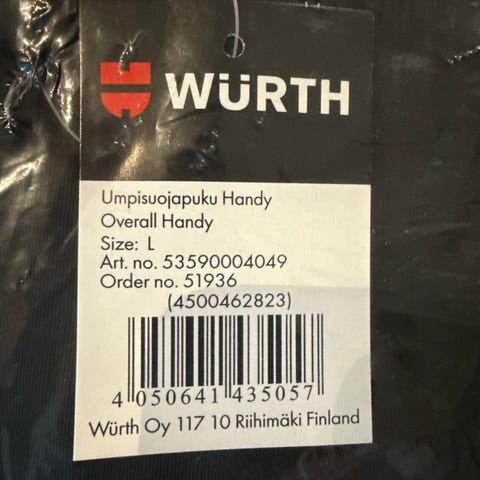 WÜRTH
Umpisuojapuku Handy
Overall Handy
Size: L
Art. no. 53590004049
Order no. 51936
(4500462823)
4 050641 435057
Würth Oy 117 10 Riihimäki Finland